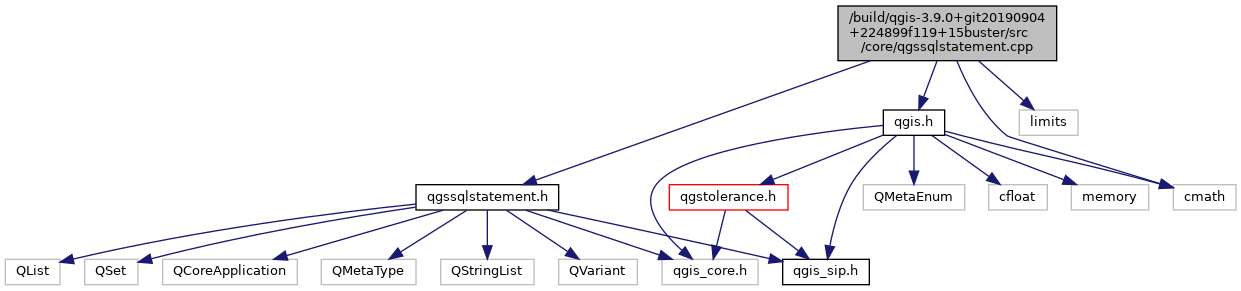 /build/qgis-3.9.0+git20190904
+224899f119+15buster/src
/core/qgssqlstatement.cpp
qgis.h
limits
qgssqlstatement.h
qgstolerance.h
QMetaEnum
cfloat
memory
cmath
QList
QSet
QCoreApplication
QMetaType
QStringList
QVariant
qgis_core.h
qgis_sip.h